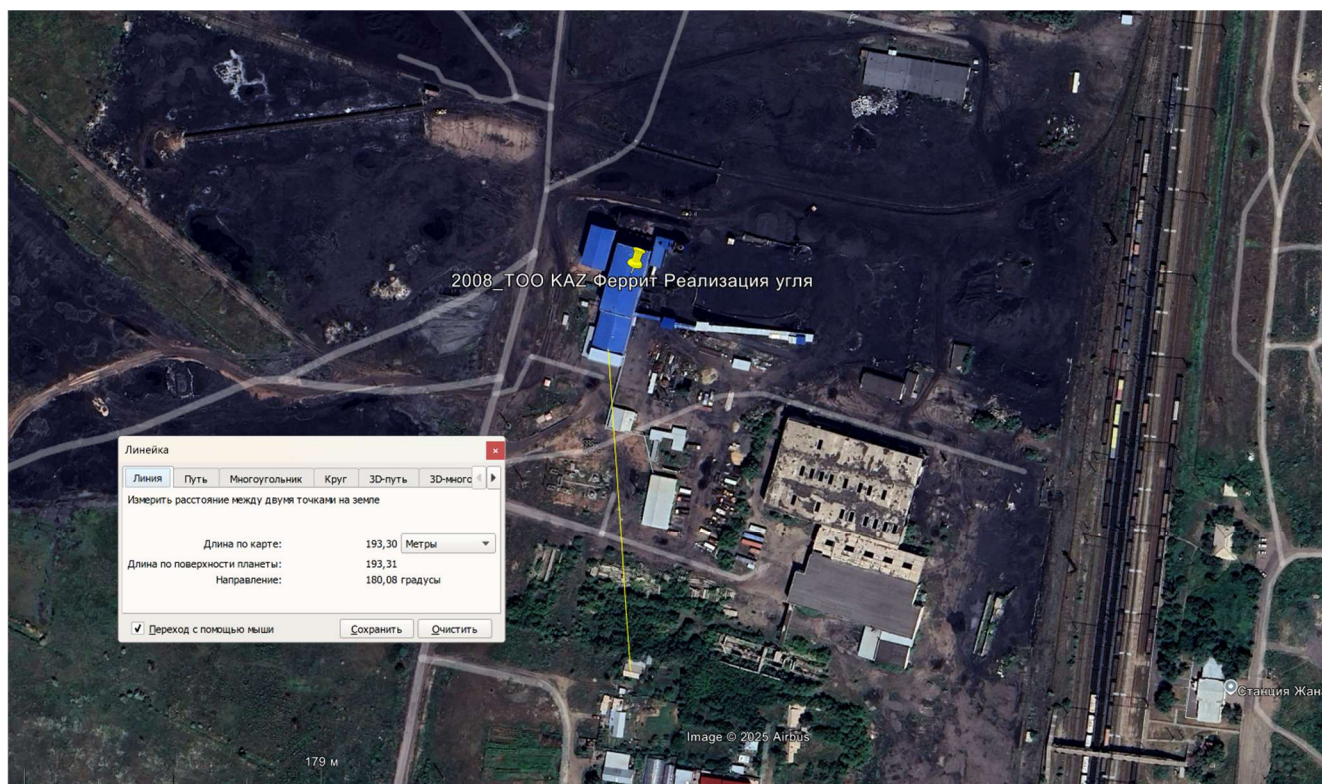 2008_ТОО KAZ Феррит Реализация угля
Линейка
Линия Путь Многоугольник Круг 3D-путь 3D-много
Измерить расстояние между двумя точками на земле
Длина по карте: 193,30 Метры
Длина по поверхности планеты: 193,31
Направление: 180,08 градусы
Переход с помощью мыши Сохранить Очистить
Станция Жан
Image © 2025 Airbus
179 м